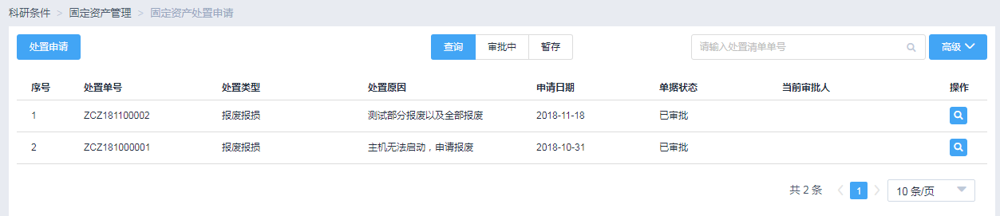 科研条件 > 固定资产管理 > 固定资产处置申请
处置申请 查询 审批中 暂存 请输入处置清单单号 高级
序号 处置单号 处置类型 处置原因 申请日期 单据状态 当前审批人 操作
1 ZCZ181100002 报废报损 测试部分报废以及全部报废 2018-11-18 已审批
2 ZCZ181000001 报废报损 主机无法启动，申请报废 2018-10-31 已审批
共 2 条 1 10 条/页